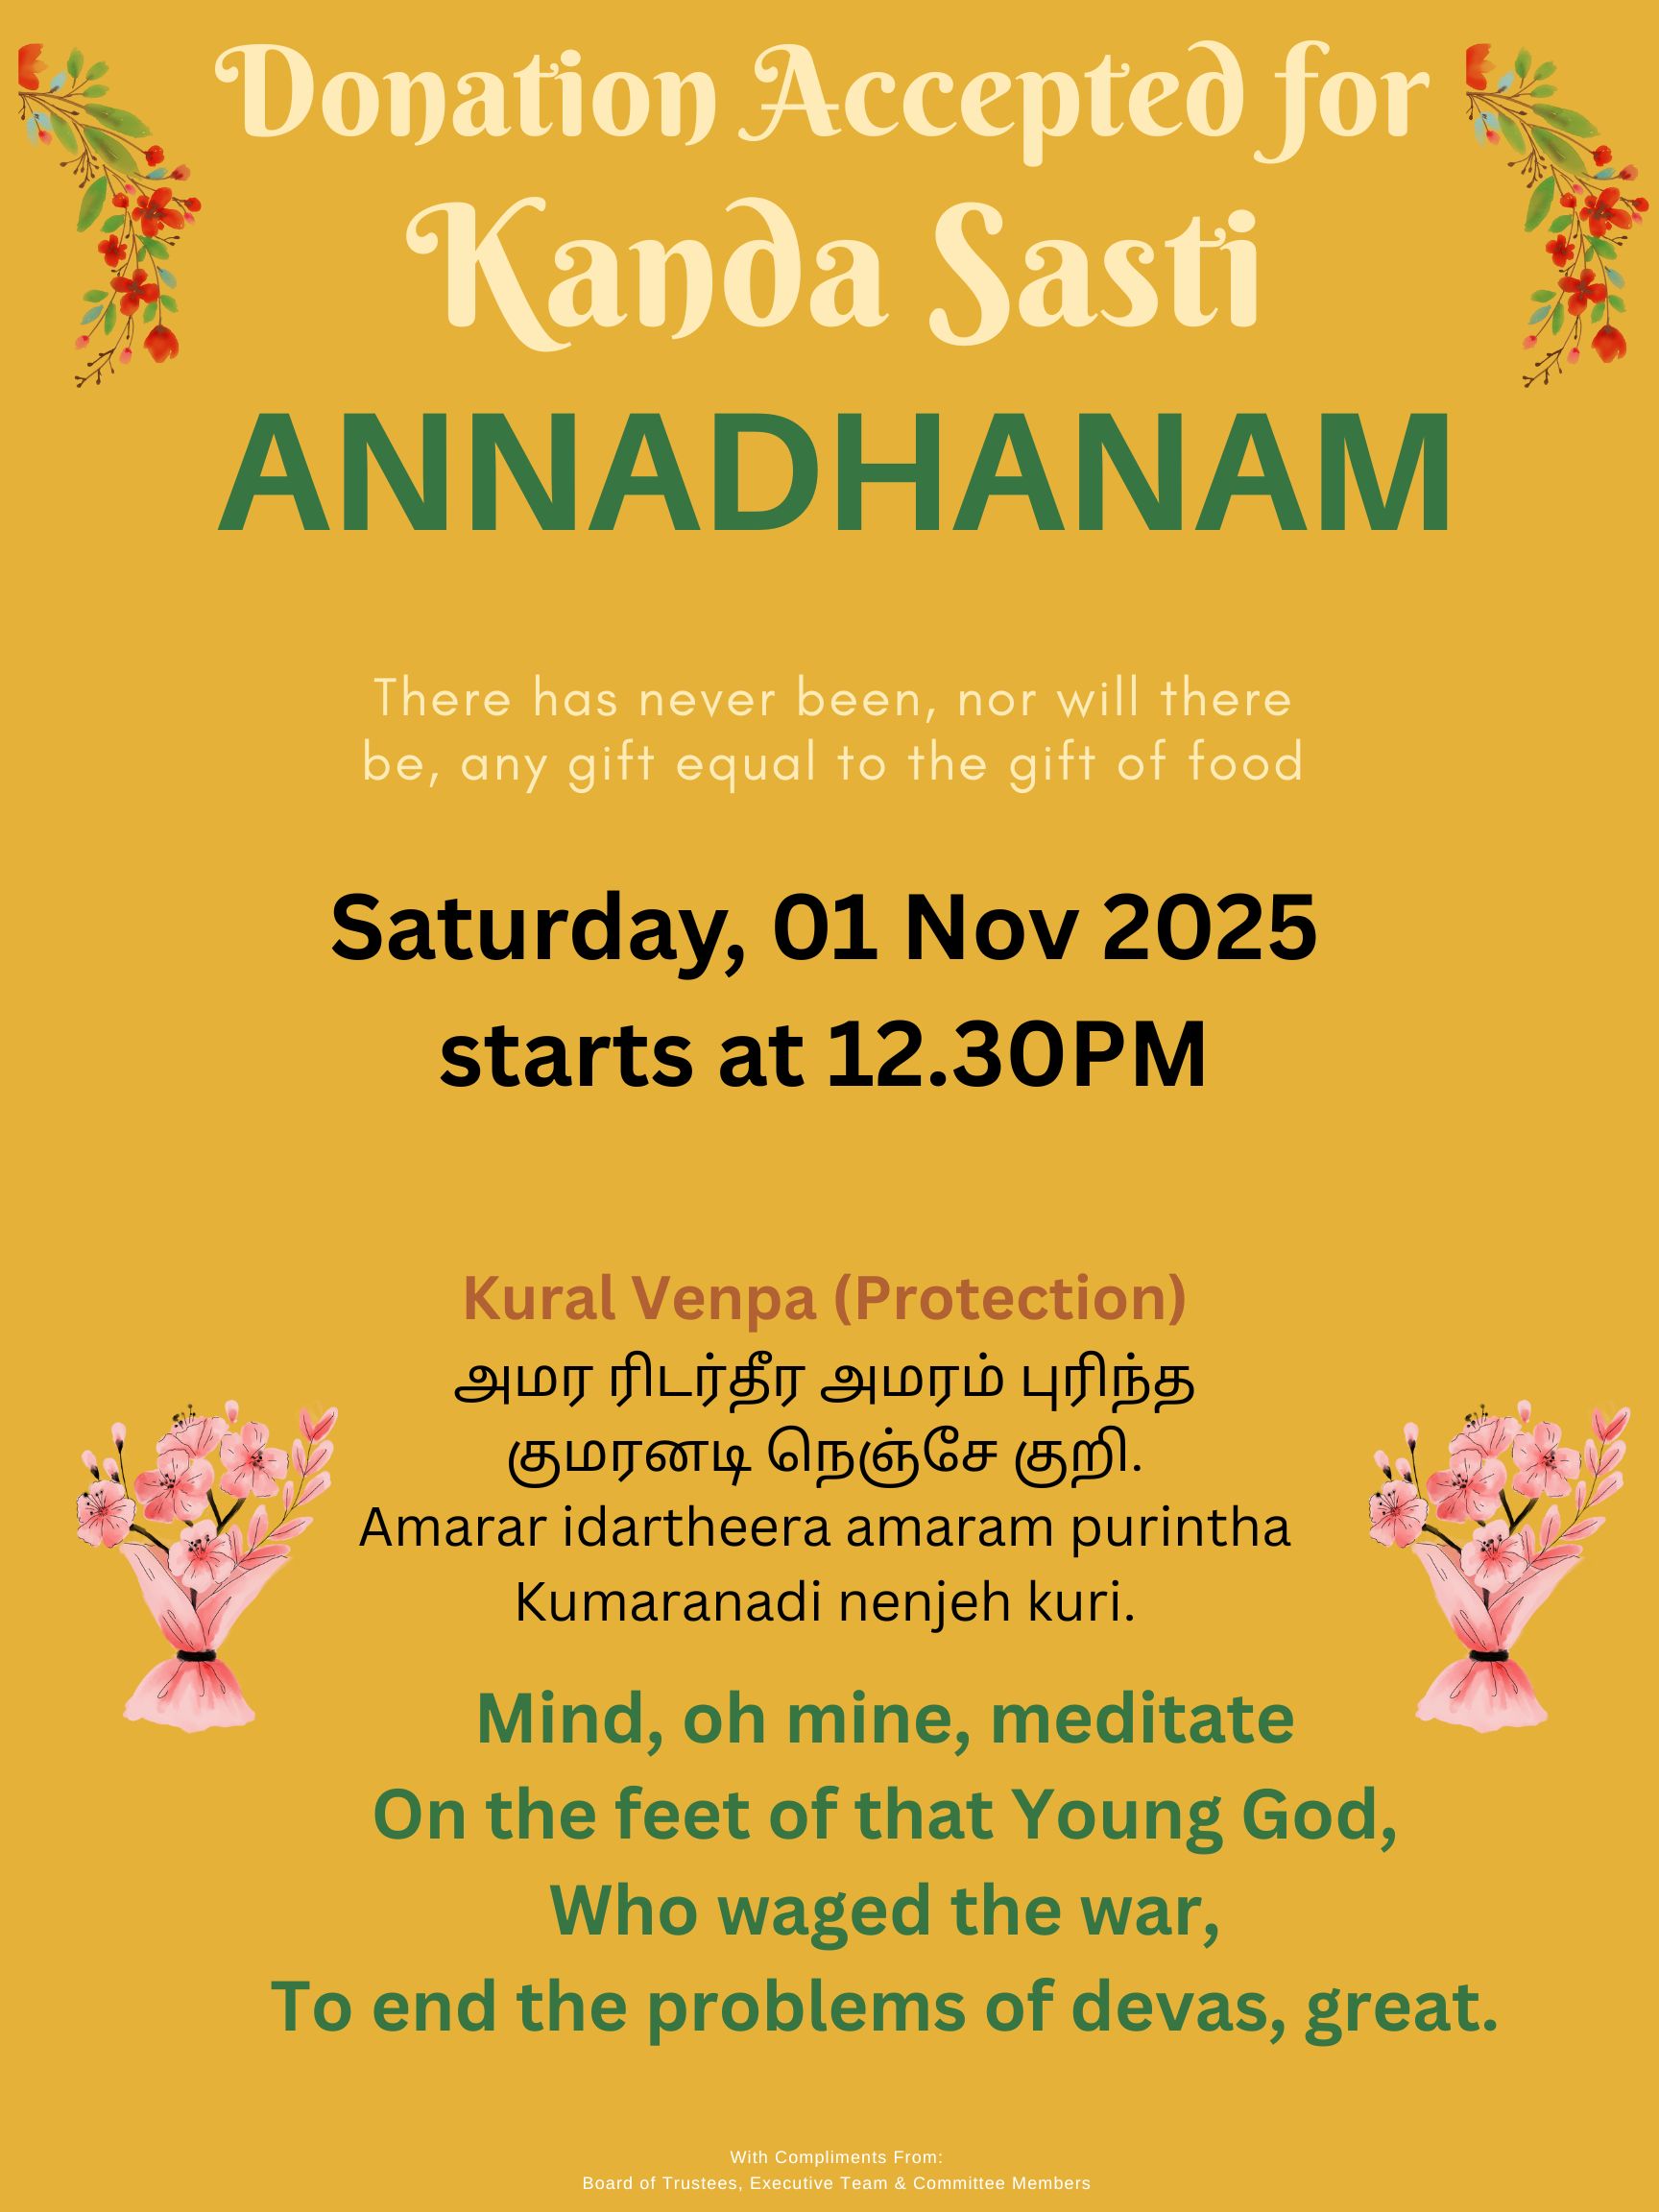 Donation Accepted for
Kanda Sasti
ANNADHANAM
There has never been, nor will there
be, any gift equal to the gift of food
Saturday, 01 Nov 2025
starts at 12.30PM
Kural Venpa (Protection)
அமர ரிடர்தீர அமரம் புரிந்த
குமரனடி நெஞ்சே குறி.
Amarar idartheera amaram purintha
Kumaranadi nenjeh kuri.
Mind, oh mine, meditate
On the feet of that Young God,
Who waged the war,
To end the problems of devas, great.
With Compliments From:
Board of Trustees, Executive Team & Committee Members